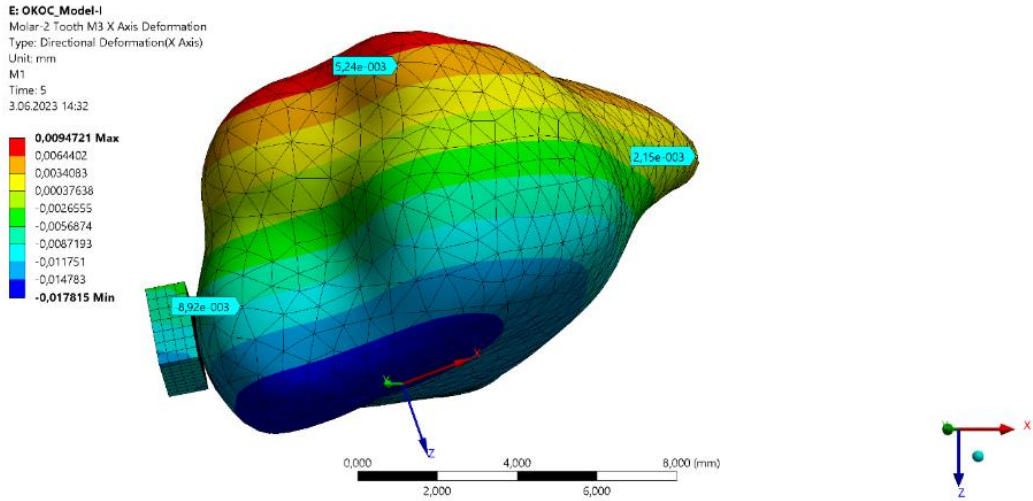 E: OKOC_Model-I
Molar-2 Tooth M3 X Axis Deformation
Type: Directional Deformation(X Axis)
Unit: mm
M1
Time: 5
3.06.2023 14:32
0,0094721 Max
0,0064402
0,0034083
0,00037638
-0,0026555
-0,0056874
-0,0087193
-0,011751
-0,014783
-0,017815 Min
5,24e-003
2,15e-003
-8,92e-003
X
Y
Z
0,000 4,000 8,000 (mm)
2,000 6,000
Y X
Z